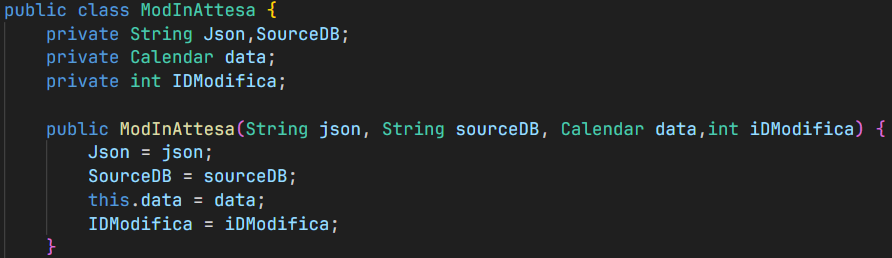 public class ModInAttesa {
    private String Json,SourceDB;
    private Calendar data;
    private int IDModifica;

    public ModInAttesa(String json, String sourceDB, Calendar data,int iDModifica) {
        Json = json;
        SourceDB = sourceDB;
        this.data = data;
        IDModifica = iDModifica;
    }